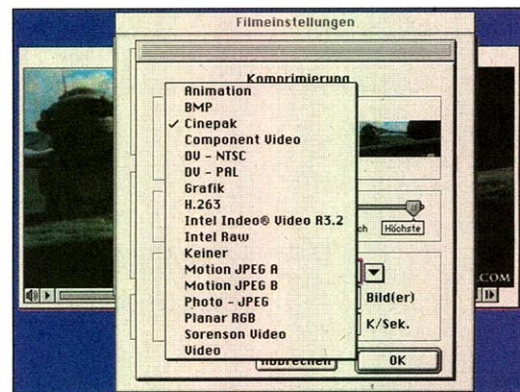 Filmeinstellungen
Komprimierung
Animation
BMP
✓ Cinepak
Component Video
DV - NTSC
DV - PAL
Grafik
H.263
Intel Indeo® Video R3.2
Intel Raw
Keiner
Motion JPEG A
Motion JPEG B
Photo - JPEG
Planar RGB
Sorenson Video
Video
Höchste
Bild(er)
K/Sek.
.COM
Abbrechen
OK